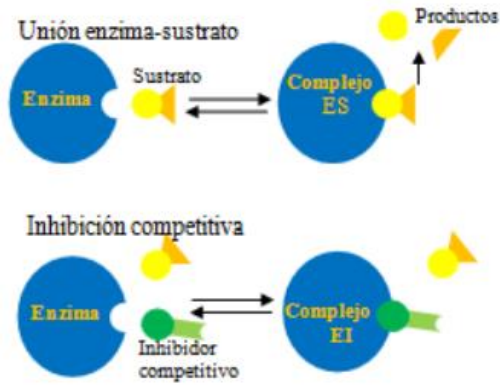 Unión enzima-sustrato
Productos
Sustrato
Enzima
Complejo
ES
Inhibición competitiva
Enzima
Complejo
EI
Inhibidor
competitivo